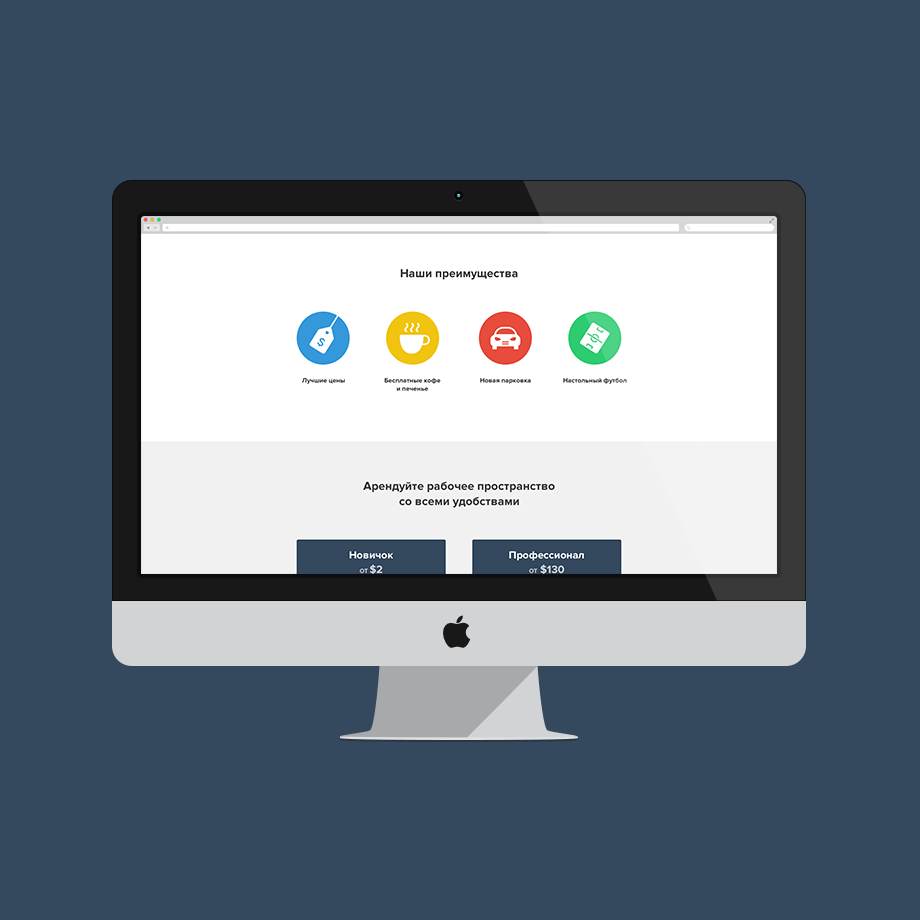 Наши преимущества
Лучшие цены
Бесплатные кофе
и печенье
Новая парковка
Настольный футбол
Арендуйте рабочее пространство
со всеми удобствами
Новичок
от $2
Профессионал
от $130